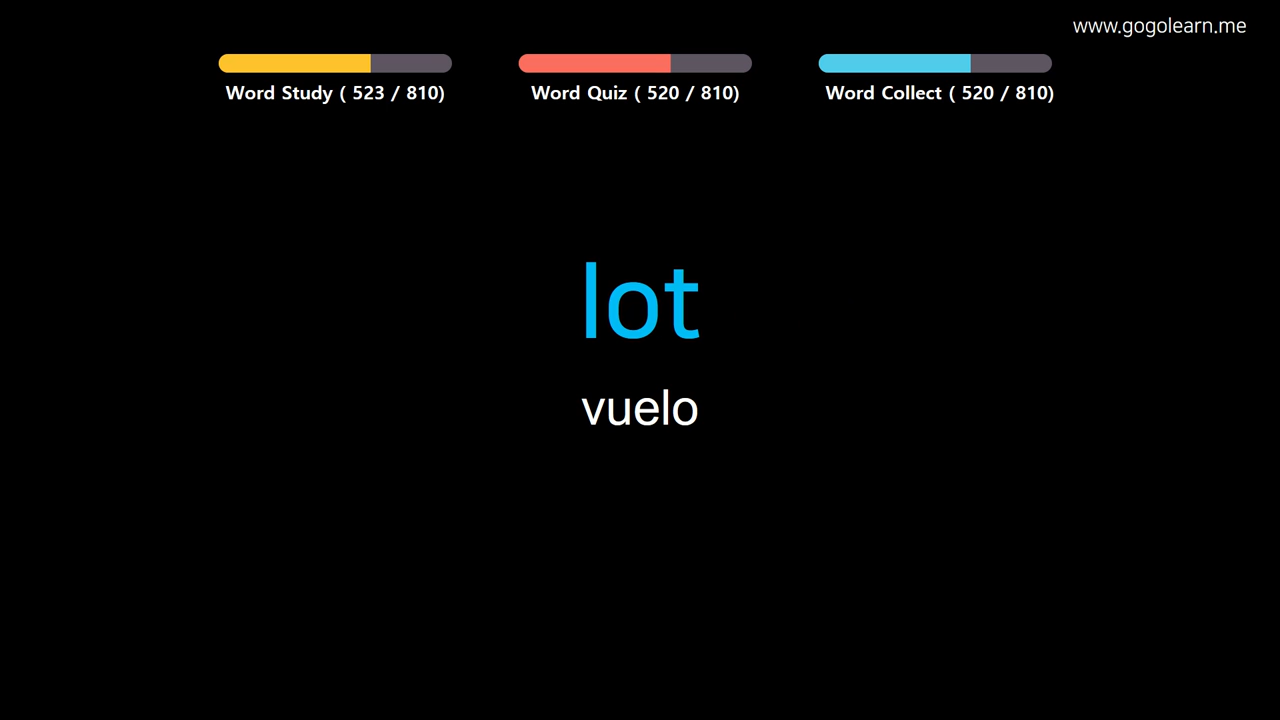 www.gogolearn.me
Word Study ( 523 / 810)
Word Quiz ( 520 / 810)
Word Collect ( 520 / 810)
lot
vuelo